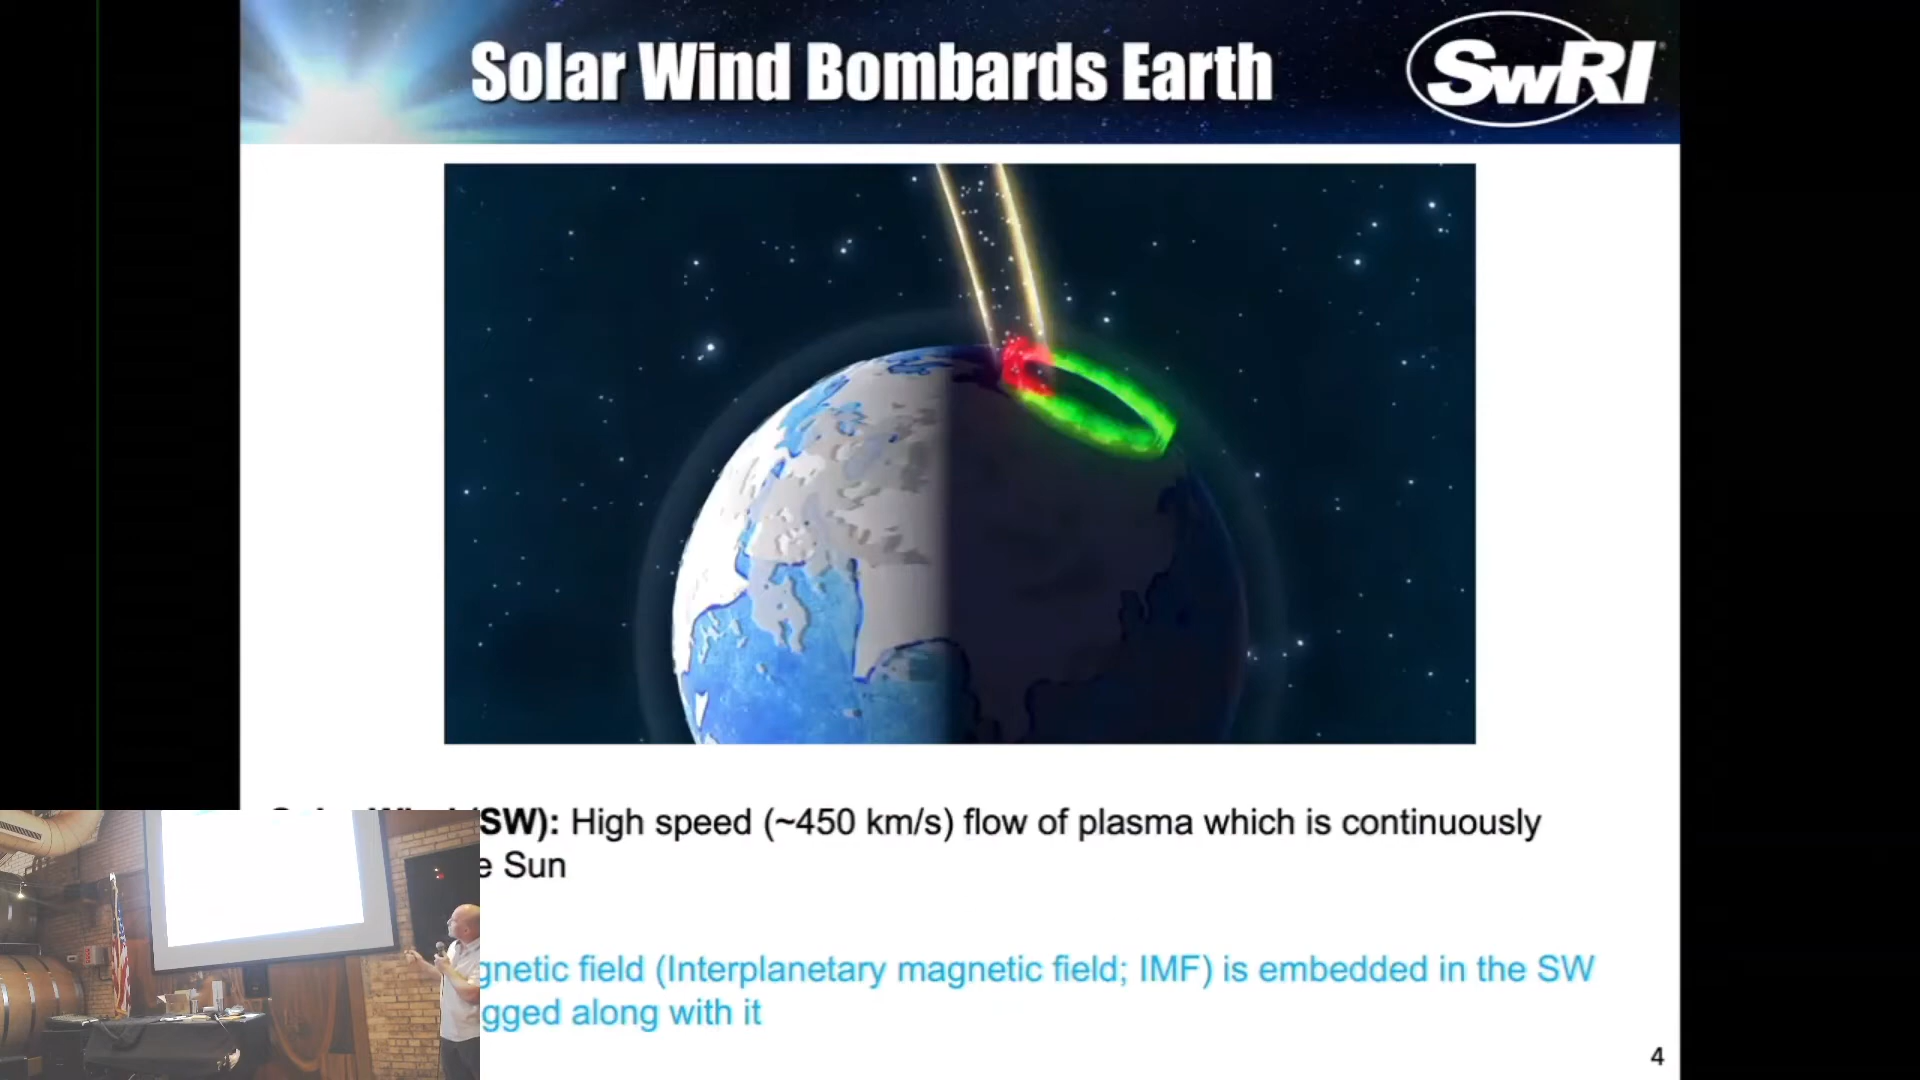 Solar Wind Bombards Earth
SwRI
SW): High speed (~450 km/s) flow of plasma which is continuously
e Sun
gnetic field (Interplanetary magnetic field; IMF) is embedded in the SW
gged along with it
4